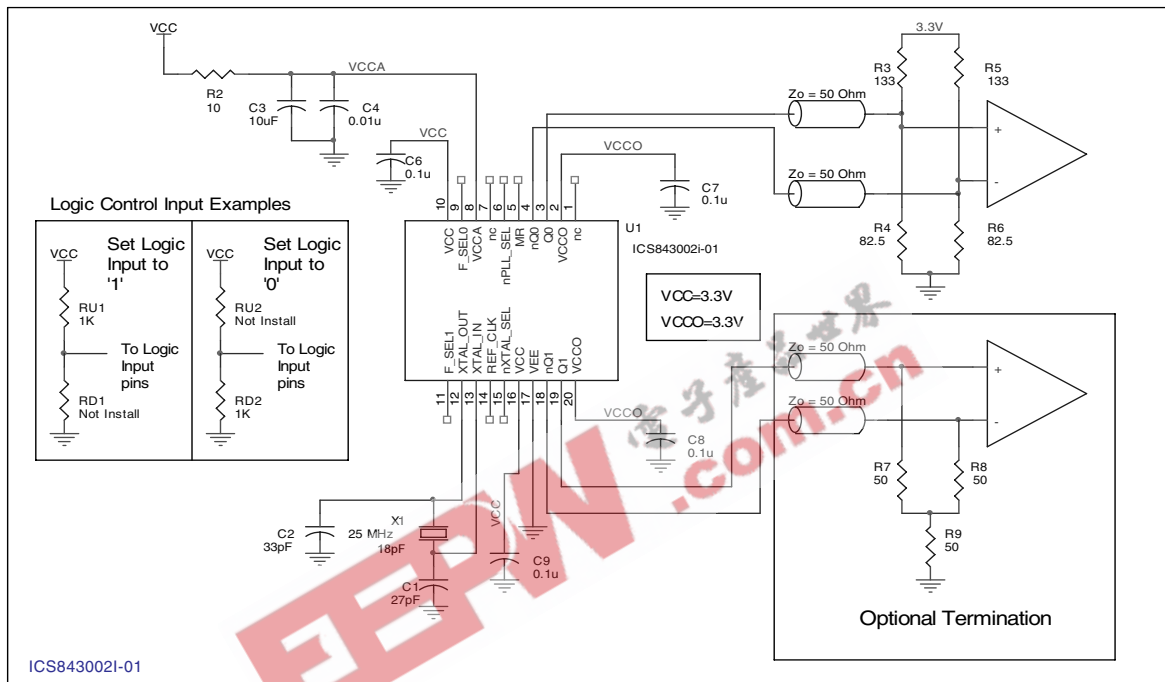 VCC
R2
10
VCCA
C3
10uF
C4
0.01u
VCC
C6
0.1u
VCCO
C7
0.1u
3.3V
R3
133
R5
133
Zo = 50 Ohm
Zo = 50 Ohm
+
-
R4
82.5
R6
82.5
10
9
8
7
6
5
4
3
2
1
VCC
F_SEL0
VCCA
nc
nPLL_SEL
MR
nQ0
Q0
VCCO
nc
U1
ICS843002i-01
F_SEL1
XTAL_OUT
XTAL_IN
REF_CLK
nXTAL_SEL
VCC
VEE
nQ1
Q1
VCCO
11
12
13
14
15
16
17
18
19
20
Logic Control Input Examples
VCC
Set Logic
Input to
'1'
RU1
1K
To Logic
Input
pins
RD1
Not Install
VCC
Set Logic
Input to
'0'
RU2
Not Install
To Logic
Input
pins
RD2
1K
VCC=3.3V
VCCO=3.3V
VCCO
C8
0.1u
C2
33pF
X1
25 MHz
18pF
C1
27pF
VCC
C9
0.1u
Zo = 50 Ohm
Zo = 50 Ohm
+
-
R7
50
R8
50
R9
50
Optional Termination
電子產品世界
EEPW
.com.cn
ICS843002I-01